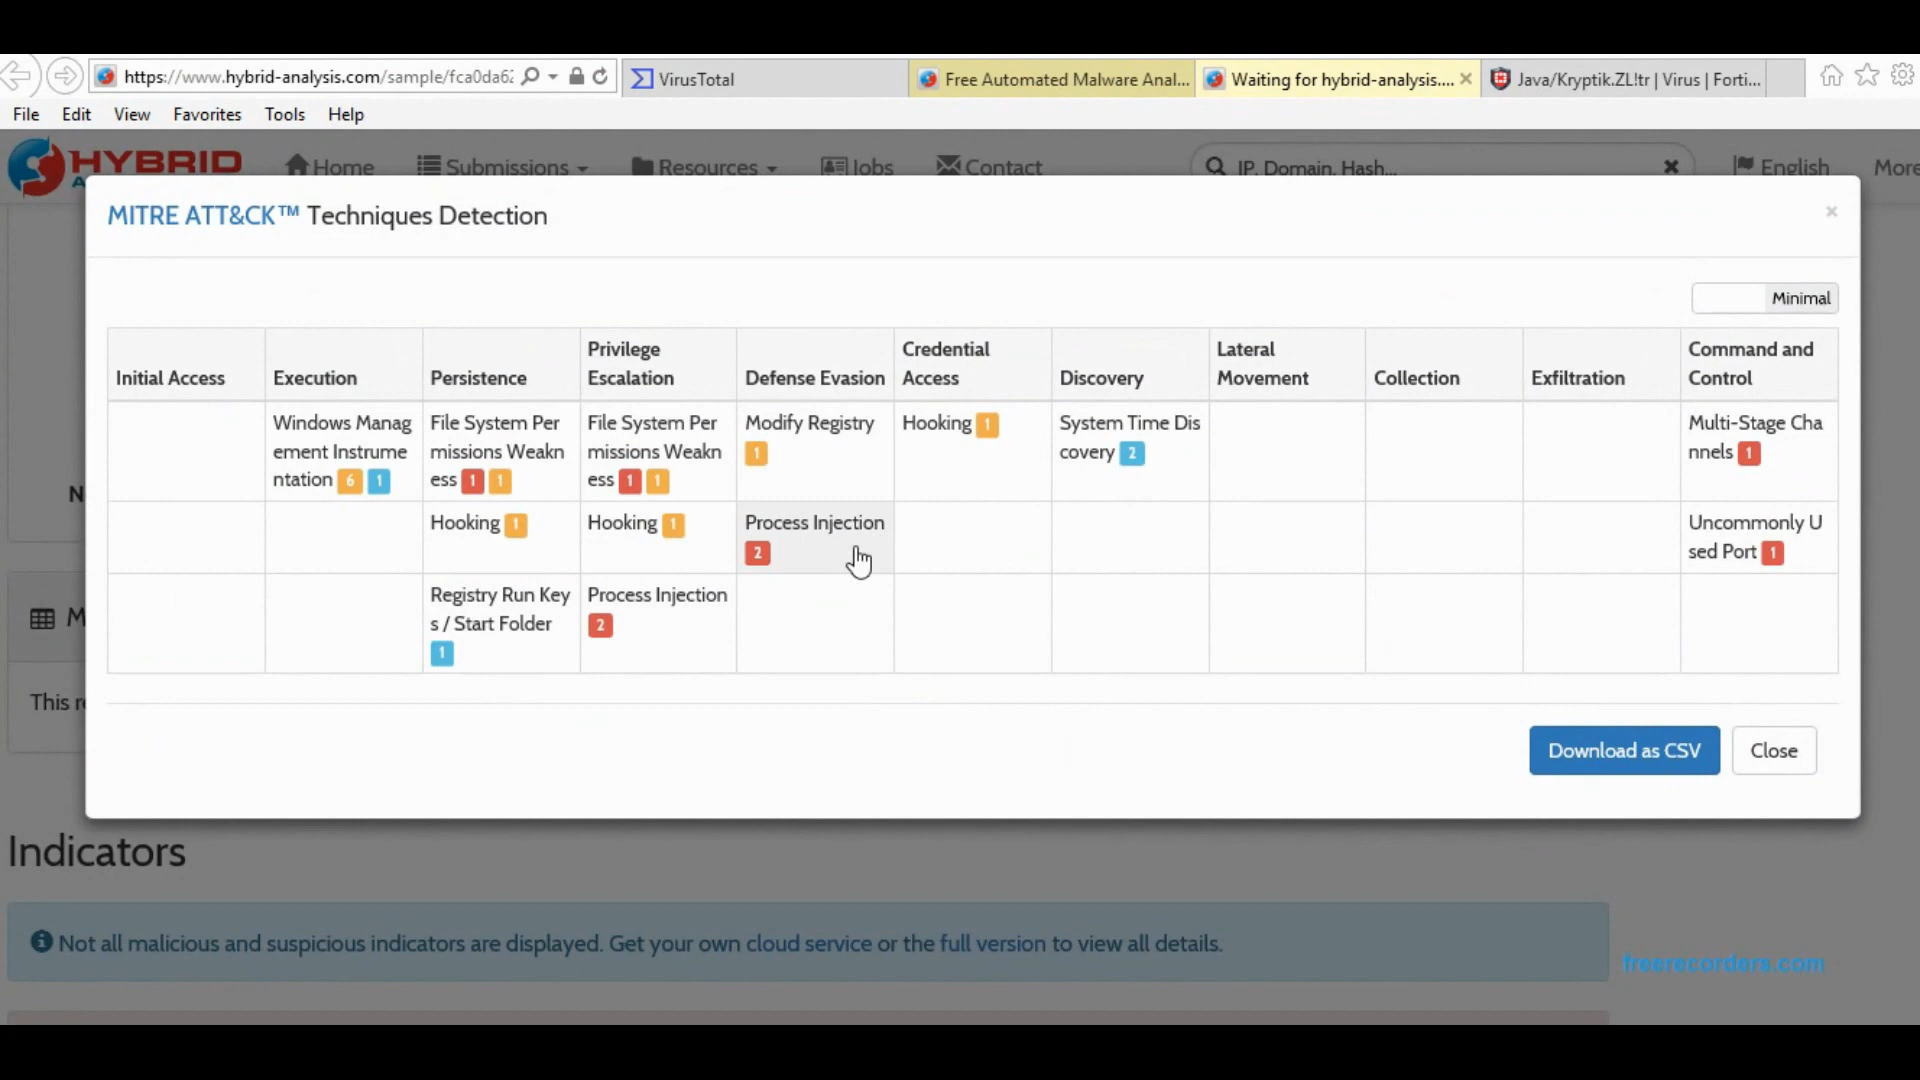 https://www.hybrid-analysis.com/sample/fca0da62
VirusTotal
Free Automated Malware Anal...
Waiting for hybrid-analysis....
Java/Kryptik.ZL!tr | Virus | Forti...
File Edit View Favorites Tools Help
HYBRID
Home Submissions Resources Jobs Contact
IP, Domain, Hash...
English
More
MITRE ATT&CK™ Techniques Detection
Minimal
Initial Access
Execution
Persistence
Privilege
Escalation
Defense Evasion
Credential
Access
Discovery
Lateral
Movement
Collection
Exfiltration
Command and
Control
Windows Manag
ement Instrume
ntation 6 1
File System Per
missions Weakn
ess 1 1
File System Per
missions Weakn
ess 1 1
Modify Registry
1
Hooking 1
System Time Dis
covery 2
Multi-Stage Cha
nnels 1
Hooking 1
Hooking 1
Process Injection
2
Uncommonly U
sed Port 1
Registry Run Key
s / Start Folder
1
Process Injection
2
Download as CSV
Close
N
M
This r
Indicators
Not all malicious and suspicious indicators are displayed. Get your own cloud service or the full version to view all details.
freerecorders.com